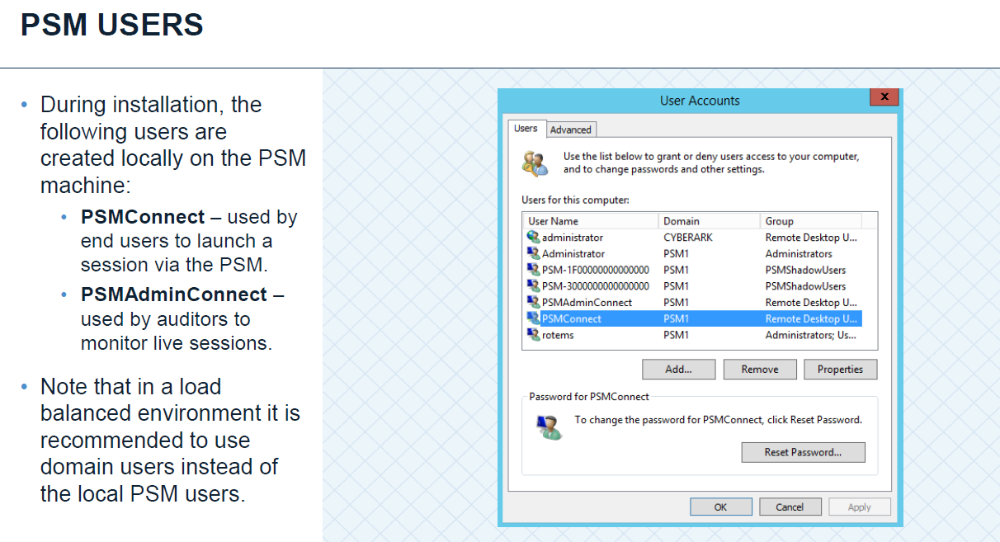 PSM USERS
• During installation, the
following users are
created locally on the PSM
machine:
• PSMConnect – used by
end users to launch a
session via the PSM.
• PSMAdminConnect –
used by auditors to
monitor live sessions.
• Note that in a load
balanced environment it is
recommended to use
domain users instead of
the local PSM users.
User Accounts
x
Users Advanced
Use the list below to grant or deny users access to your computer,
and to change passwords and other settings.
Users for this computer:
User Name Domain Group
administrator CYBERARK Remote Desktop U...
Administrator PSM1 Administrators
PSM-1F00000000000000 PSM1 PSMShadowUsers
PSM-3000000000000000 PSM1 PSMShadowUsers
PSMAdminConnect PSM1 Remote Desktop U...
PSMConnect PSM1 Remote Desktop U...
rotems PSM1 Administrators; Us...
Add... Remove Properties
Password for PSMConnect
To change the password for PSMConnect, click Reset Password.
Reset Password...
OK Cancel Apply